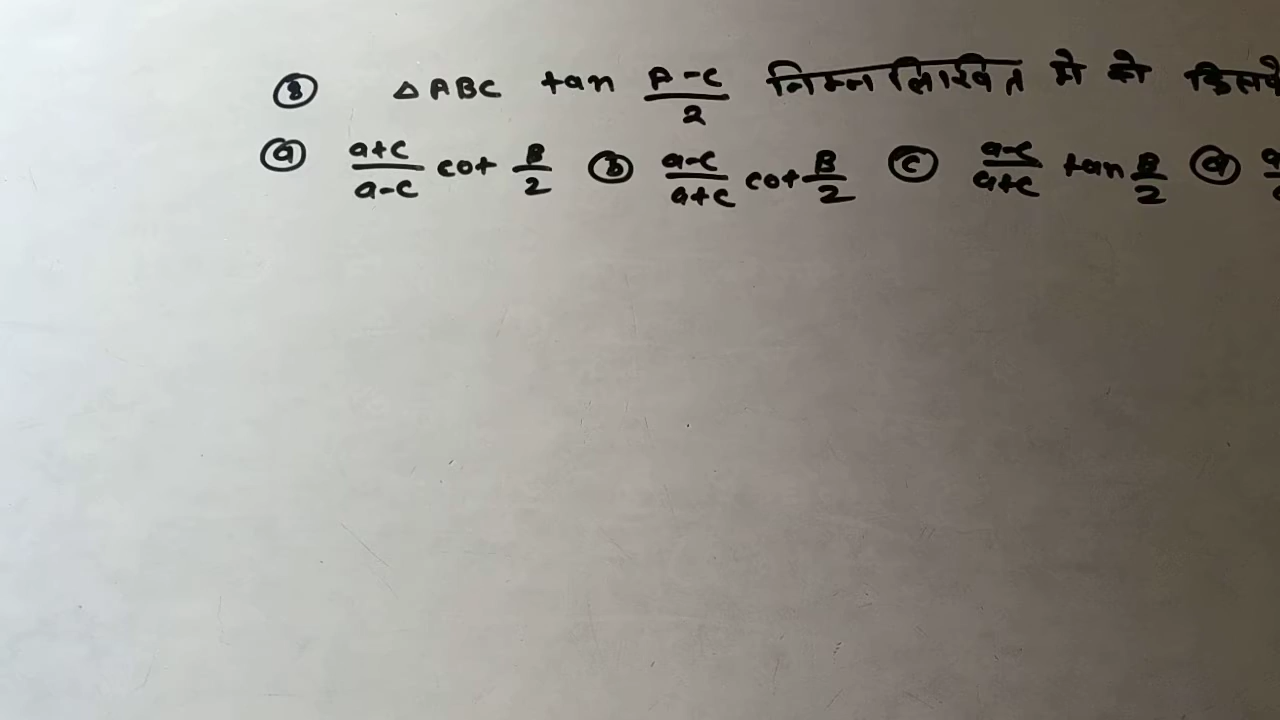 8 △ABC tan A-C/2 निम्नलिखित मे से
a a+c/a-c cot B/2 b a-c/a+c cot B/2 c a-c/a+c tan B/2 d